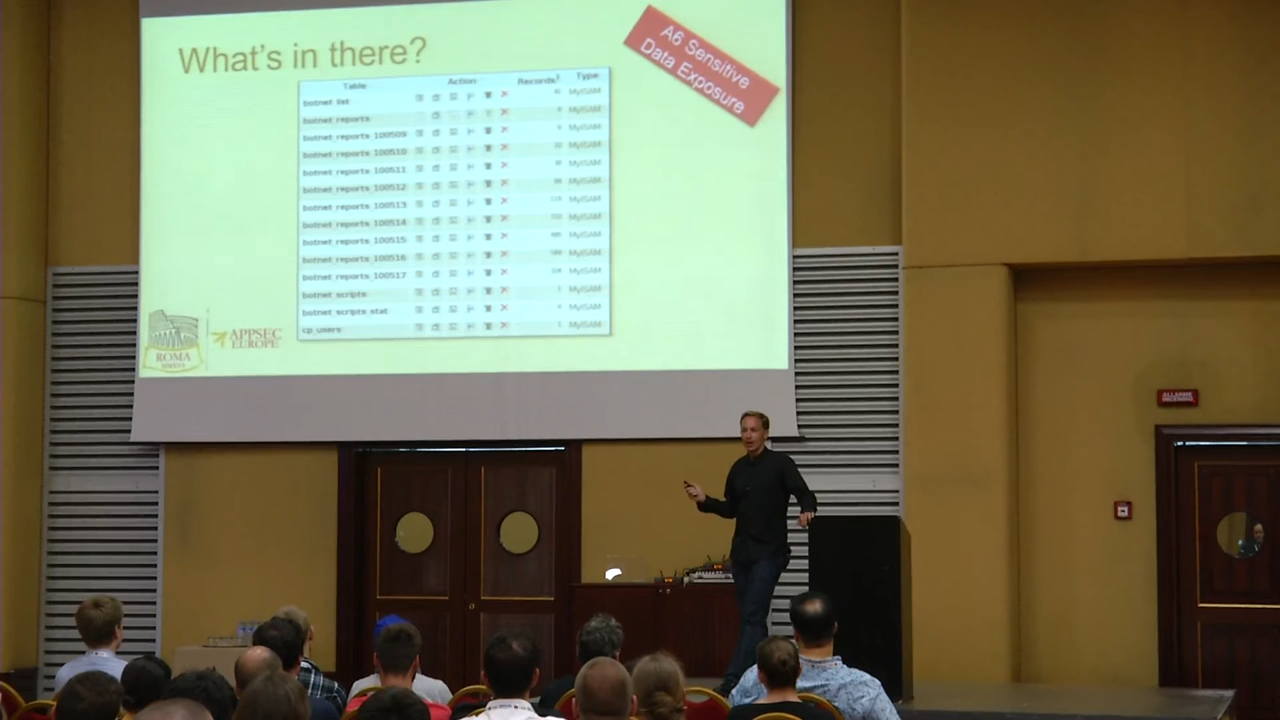 What's in there?
A6 Sensitive
Data Exposure
Table Action Records Type
botnet_list MyISAM
botnet_reports MyISAM
botnet_reports_100509 MyISAM
botnet_reports_100510 MyISAM
botnet_reports_100511 MyISAM
botnet_reports_100512 MyISAM
botnet_reports_100513 MyISAM
botnet_reports_100514 MyISAM
botnet_reports_100515 MyISAM
botnet_reports_100516 MyISAM
botnet_reports_100517 MyISAM
botnet_scripts MyISAM
botnet_scripts_stat MyISAM
cp_users MyISAM
ROMA
APPSEC
EUROPE
ALLARME
INCENDIO